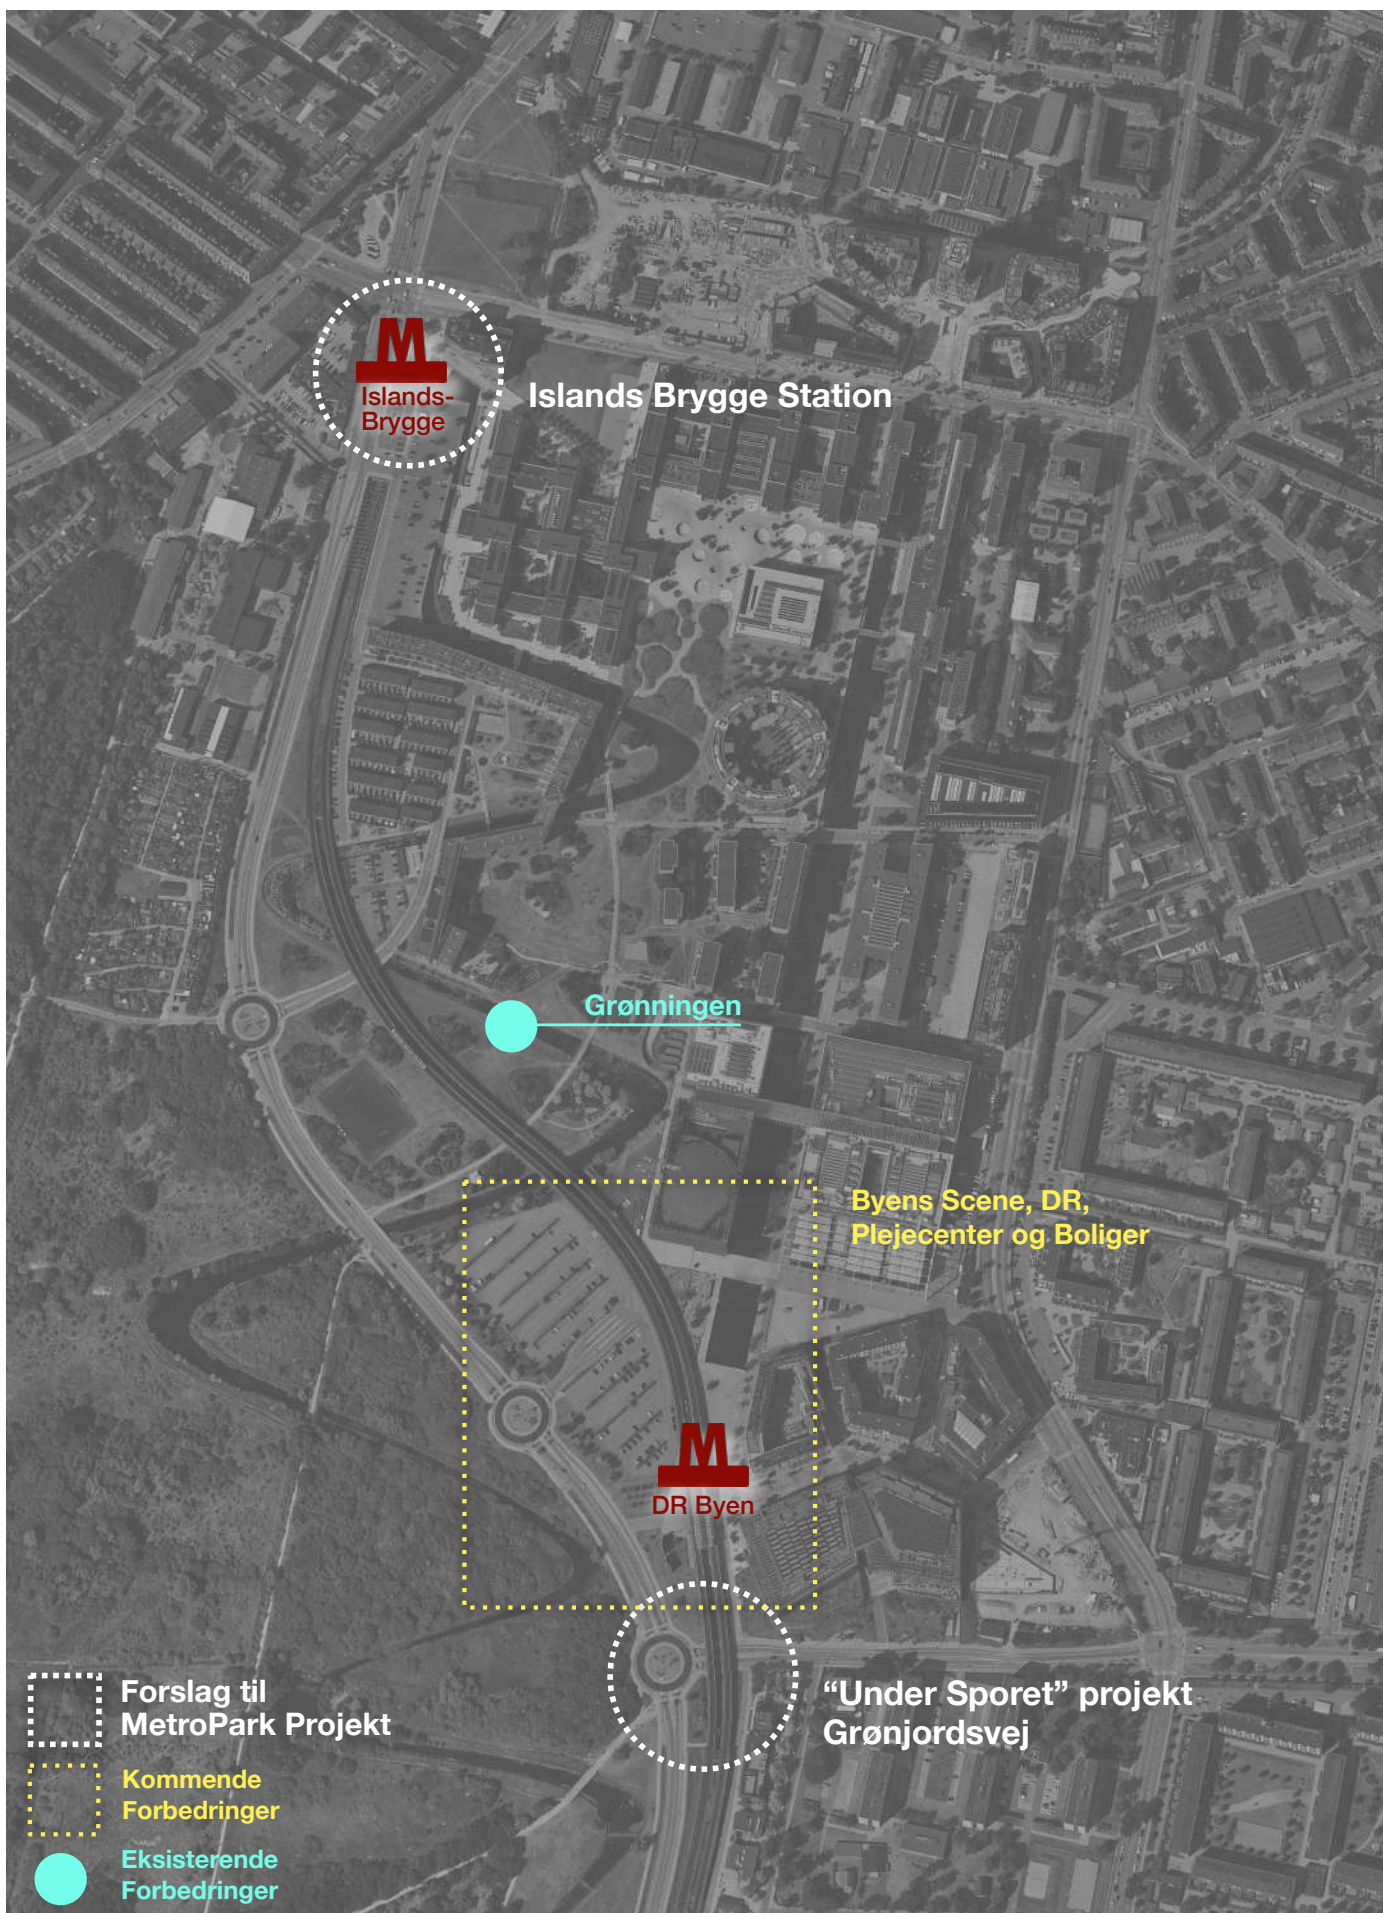 M
Islands-
Brygge
Islands Brygge Station
Grønningen
Byens Scene, DR,
Plejecenter og Boliger
M
DR Byen
“Under Sporet” projekt
Grønjordsvej
Forslag til
MetroPark Projekt
Kommende
Forbedringer
Eksisterende
Forbedringer